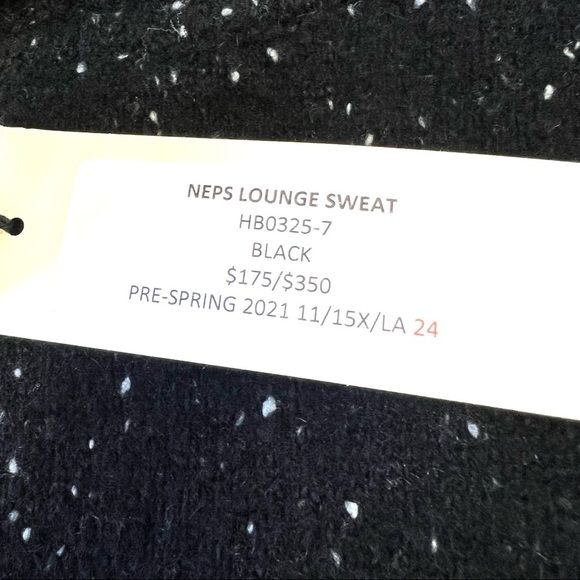 NEPS LOUNGE SWEAT
HB0325-7
BLACK
$175/$350
PRE-SPRING 2021 11/15X/LA 24